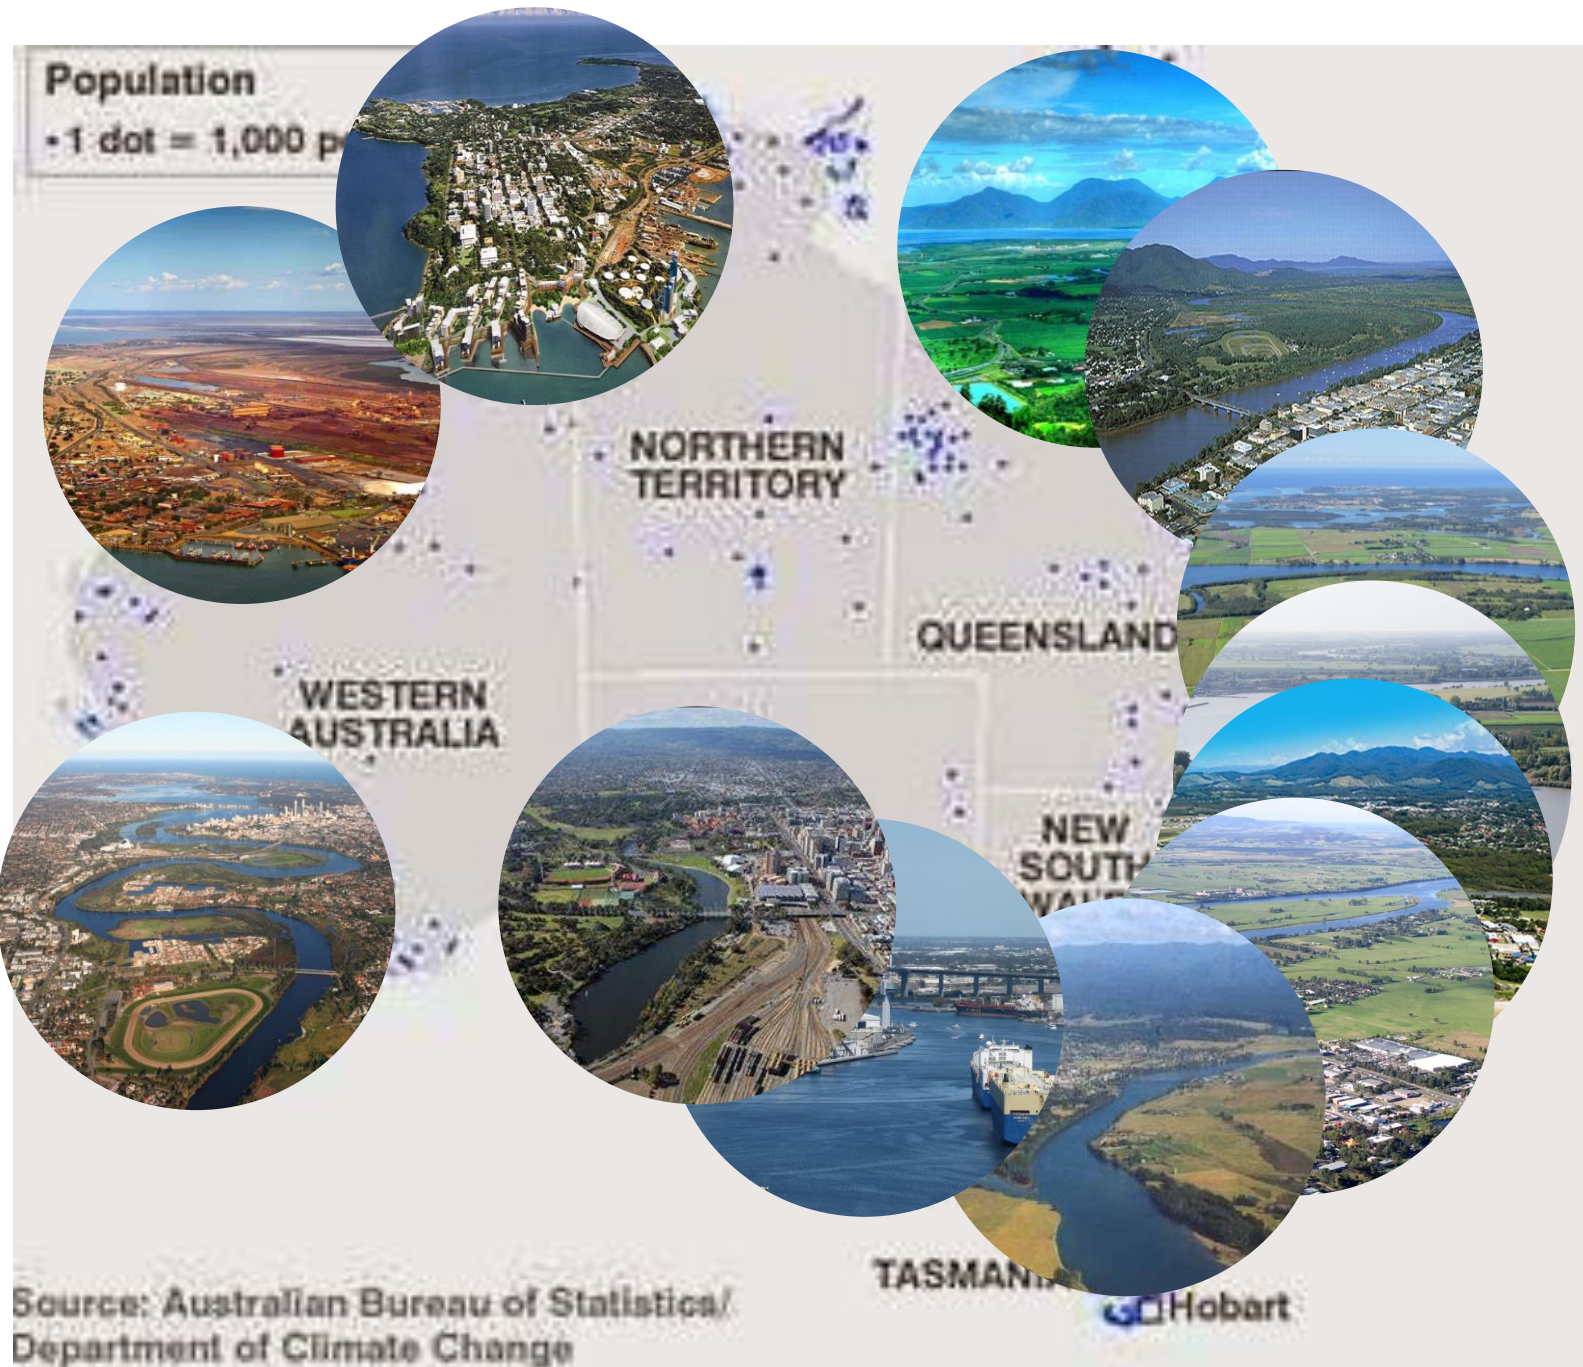 Population
• 1 dot = 1,000
NORTHERN
TERRITORY
QUEENSLAND
WESTERN
AUSTRALIA
NEW
SOUTH
Source: Australian Bureau of Statistics/
Department of Climate Change
Hobart